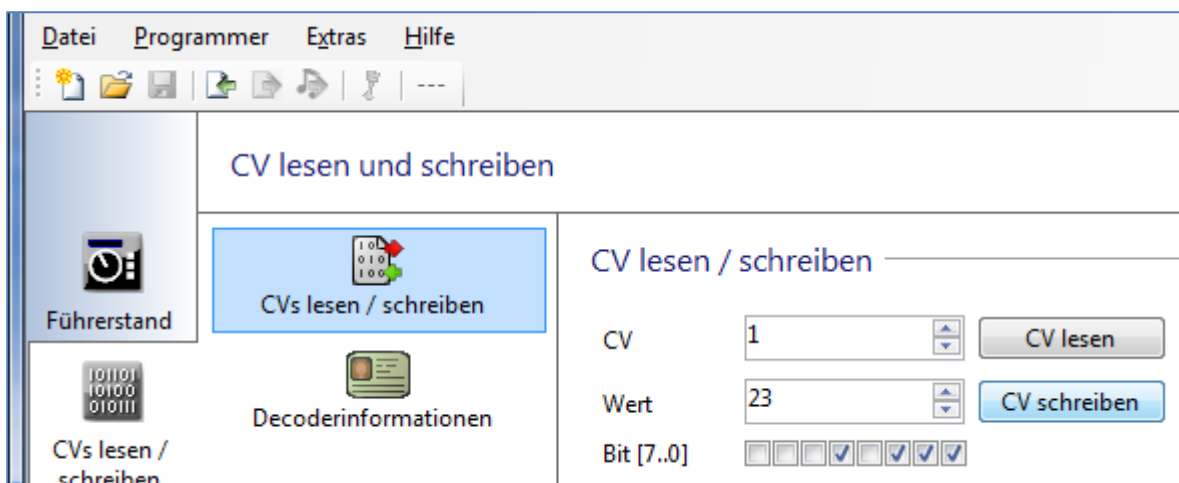 Datei Programmer Extras Hilfe
---
CV lesen und schreiben
Führerstand
CVs lesen /
schreiben
CVs lesen / schreiben
Decoderinformationen
CV lesen / schreiben
CV 1 CV lesen
Wert 23 CV schreiben
Bit [7..0]